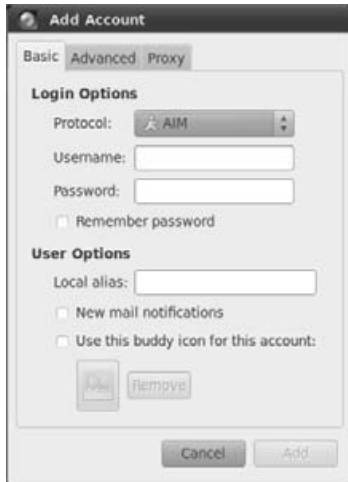 Add Account
Basic Advanced Proxy
Login Options
Protocol: AIM
Username:
Password:
Remember password
User Options
Local alias:
New mail notifications
Use this buddy icon for this account:
Remove
Cancel Add